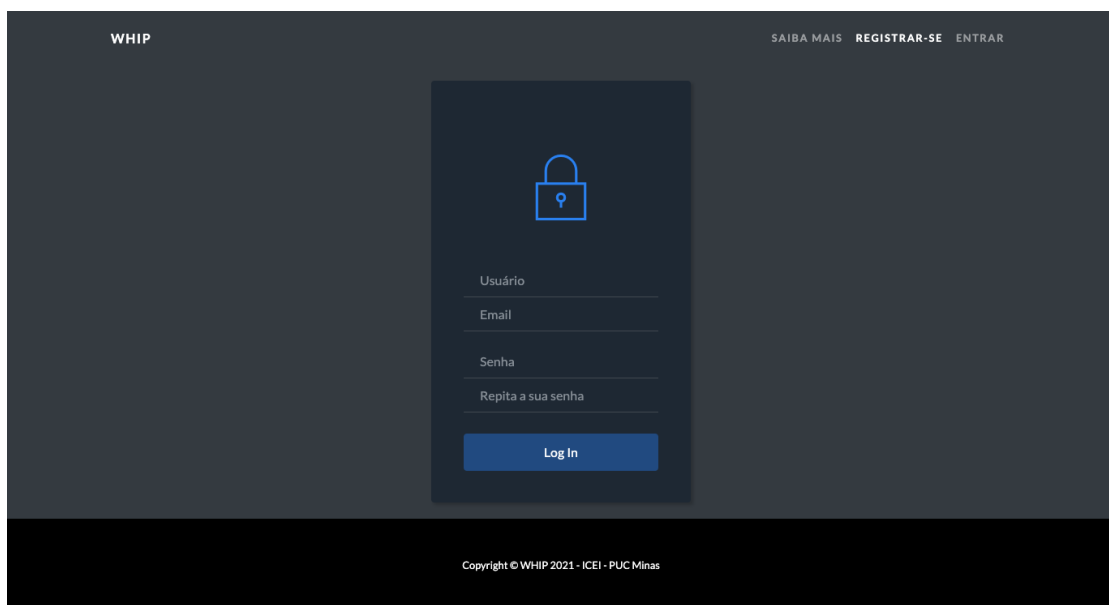 WHIP
SAIBA MAIS REGISTRAR-SE ENTRAR
Usuário
Email
Senha
Repita a sua senha
Log In
Copyright © WHIP 2021 - ICEI - PUC Minas